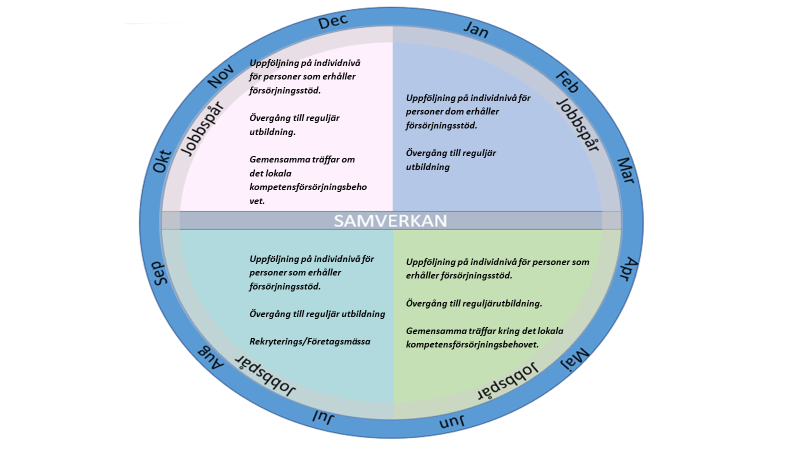 Dec
Jan
Nov
Feb
Okt
Mar
Sep
Apr
Aug
Maj
Jul
Jun
Jobbspår
Jobbspår
Jobbspår
Jobbspår
Uppföljning på individnivå
för personer som erhåller
försörjningsstöd.
Övergång till reguljär
utbildning.
Gemensamma träffar om
det lokala
kompetensförsörjningsbeho
vet.
Uppföljning på individnivå för
personer dom erhåller
försörjningsstöd.
Övergång till reguljär
utbildning
SAMVERKAN
Uppföljning på individnivå för
personer som erhåller
försörjningsstöd.
Övergång till reguljär utbildning
Rekryterings/Företagsmässa
Uppföljning på individnivå för personer som
erhåller försörjningsstöd.
Övergång till reguljärutbildning.
Gemensamma träffar kring det lokala
kompetensförsörjningsbehovet.